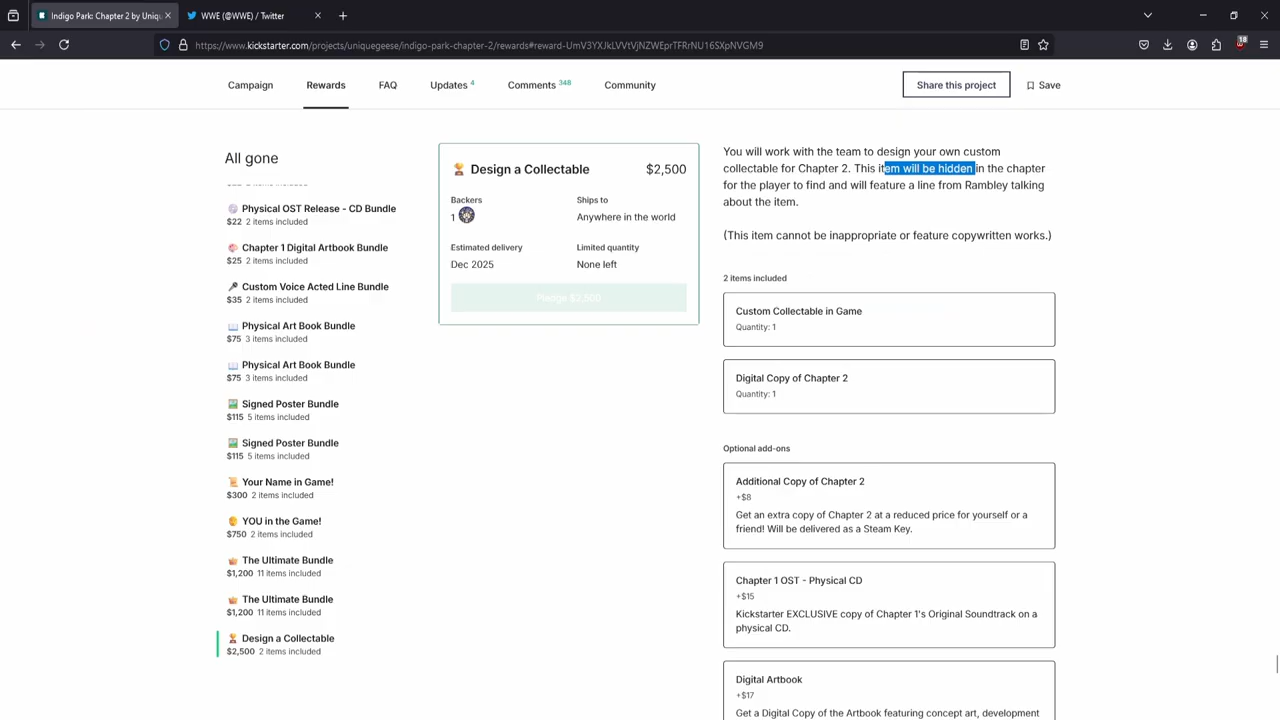 Indigo Park: Chapter 2 by Uniqu
WWE (@WWE) / Twitter
https://www.kickstarter.com/projects/uniquegeese/indigo-park-chapter-2/rewards#reward-UmV3YXJkLVVtVjNZWEprTFRrNU16SXpNVGM9
18
Campaign
Rewards
FAQ
Updates 4
Comments 348
Community
Share this project
Save
All gone
Physical OST Release - CD Bundle
$22 2 items included
Chapter 1 Digital Artbook Bundle
$25 2 items included
Custom Voice Acted Line Bundle
$35 2 items included
Physical Art Book Bundle
$75 3 items included
Physical Art Book Bundle
$75 3 items included
Signed Poster Bundle
$115 5 items included
Signed Poster Bundle
$115 5 items included
Your Name in Game!
$300 2 items included
YOU in the Game!
$750 2 items included
The Ultimate Bundle
$1,200 11 items included
The Ultimate Bundle
$1,200 11 items included
Design a Collectable
$2,500 2 items included
Design a Collectable
$2,500
Backers
1
Ships to
Anywhere in the world
Estimated delivery
Dec 2025
Limited quantity
None left
Pledge $2,500
You will work with the team to design your own custom
collectable for Chapter 2. This item will be hidden in the chapter
for the player to find and will feature a line from Rambley talking
about the item.
(This item cannot be inappropriate or feature copywritten works.)
2 items included
Custom Collectable in Game
Quantity: 1
Digital Copy of Chapter 2
Quantity: 1
Optional add-ons
Additional Copy of Chapter 2
+$8
Get an extra copy of Chapter 2 at a reduced price for yourself or a
friend! Will be delivered as a Steam Key.
Chapter 1 OST - Physical CD
+$15
Kickstarter EXCLUSIVE copy of Chapter 1's Original Soundtrack on a
physical CD.
Digital Artbook
+$17
Get a Digital Copy of the Artbook featuring concept art, development